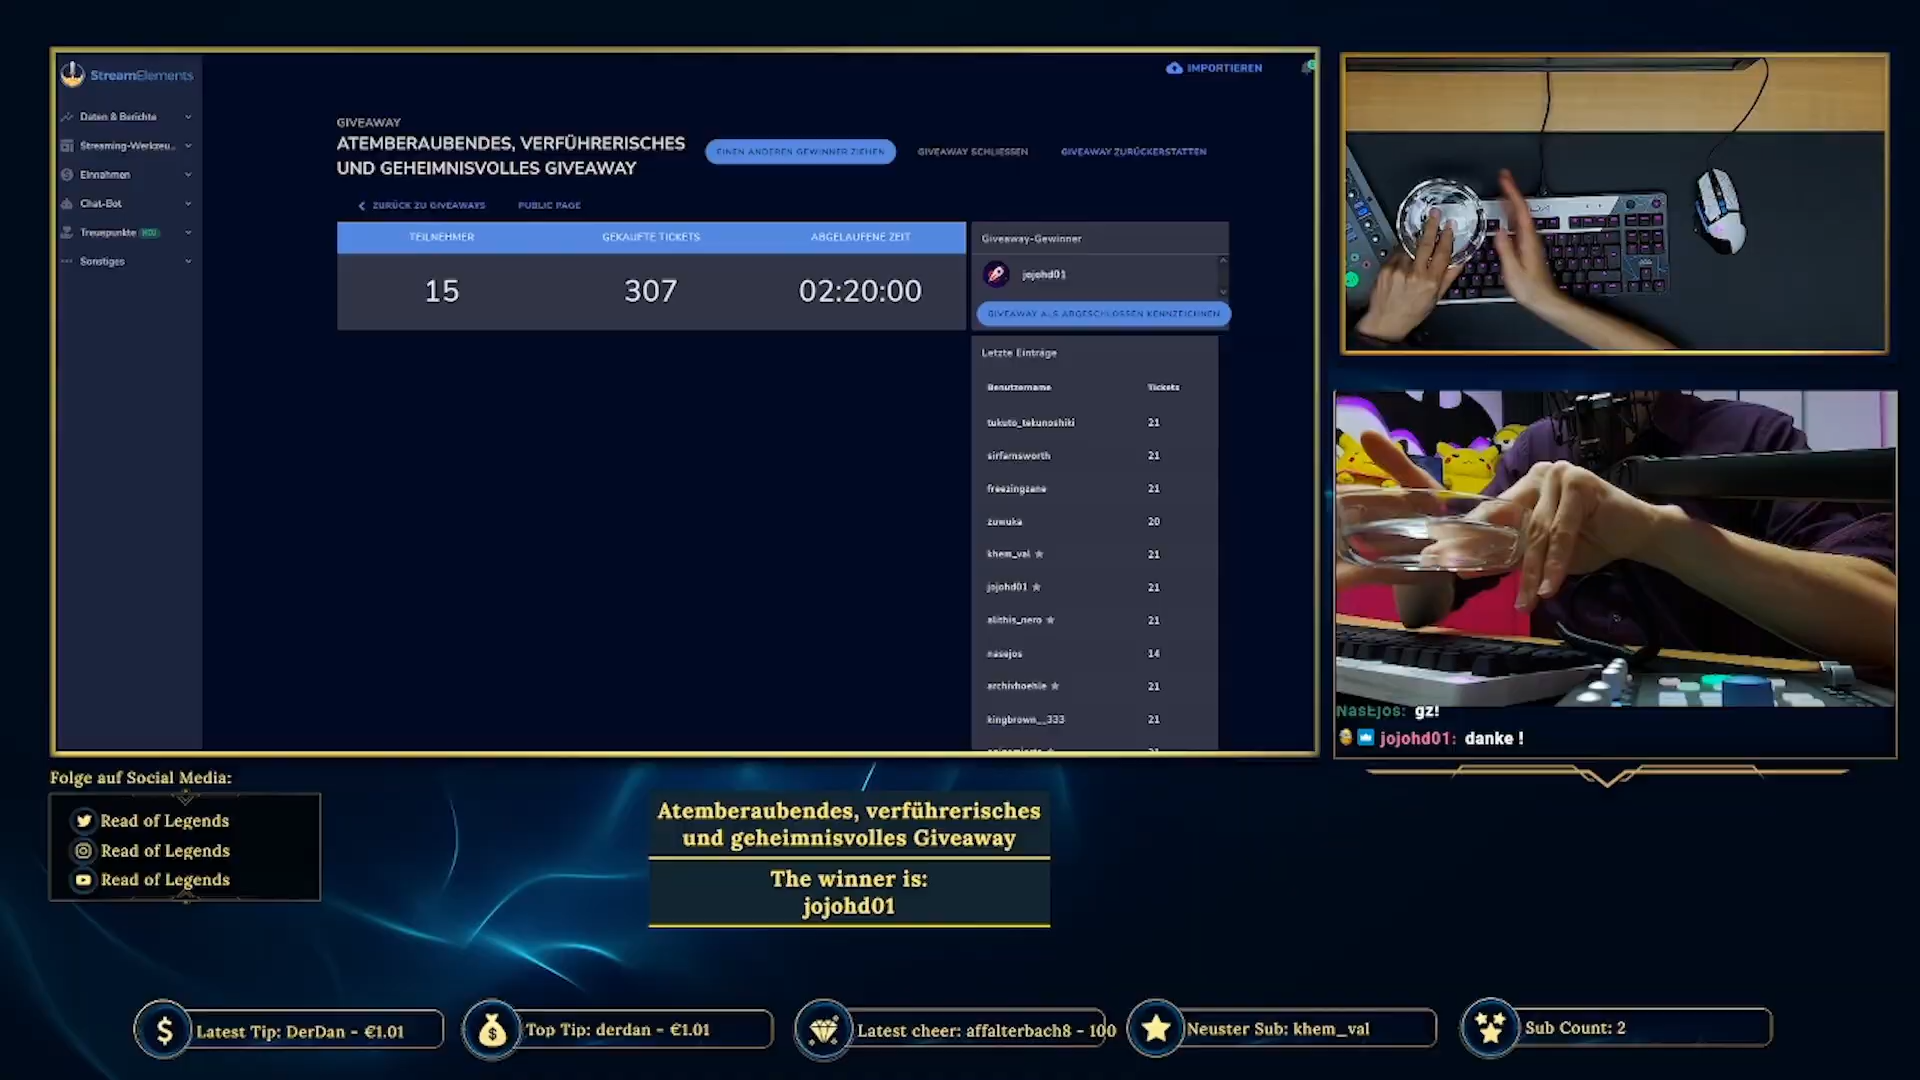 StreamElements
IMPORTIEREN
Daten & Berichte
Streaming-Werkzeu...
Einnahmen
Chat-Bot
Treuepunkte NEU
Sonstiges
GIVEAWAY
ATEMBERAUBENDES, VERFÜHRERISCHES
UND GEHEIMNISVOLLES GIVEAWAY
EINEN ANDEREN GEWINNER ZIEHEN
GIVEAWAY SCHLIESSEN
GIVEAWAY ZURÜCKERSTATTEN
ZURÜCK ZU GIVEAWAYS
PUBLIC PAGE
TEILNEHMER GEKAUFTE TICKETS ABGELAUFENE ZEIT
15 307 02:20:00
Giveaway-Gewinner
jojohd01
GIVEAWAY ALS ABGESCHLOSSEN KENNZEICHNEN
Letzte Einträge
Benutzername Tickets
tukuto_tekunoshiki 21
sirfarnsworth 21
freezingzane 21
zuwuka 20
khem_val ★ 21
jojohd01 ★ 21
alithis_nero ★ 21
nasejos 14
archivhoehle ★ 21
kingbrown__333 21
NasEjos: gz!
jojohd01: danke !
Folge auf Social Media:
Read of Legends
Read of Legends
Read of Legends
Atemberaubendes, verführerisches
und geheimnisvolles Giveaway
The winner is:
jojohd01
Latest Tip: DerDan - €1.01
Top Tip: derdan - €1.01
Latest cheer: affalterbach8 - 100
Neuster Sub: khem_val
Sub Count: 2